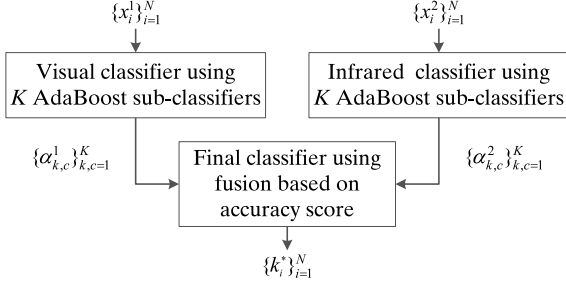 {x_i^1}_{i=1}^N
{x_i^2}_{i=1}^N
Visual classifier using
K AdaBoost sub-classifiers
Infrared classifier using
K AdaBoost sub-classifiers
{α_{k,c}^1}_{k,c=1}^K
{α_{k,c}^2}_{k,c=1}^K
Final classifier using
fusion based on
accuracy score
{k_i^*}_{i=1}^N